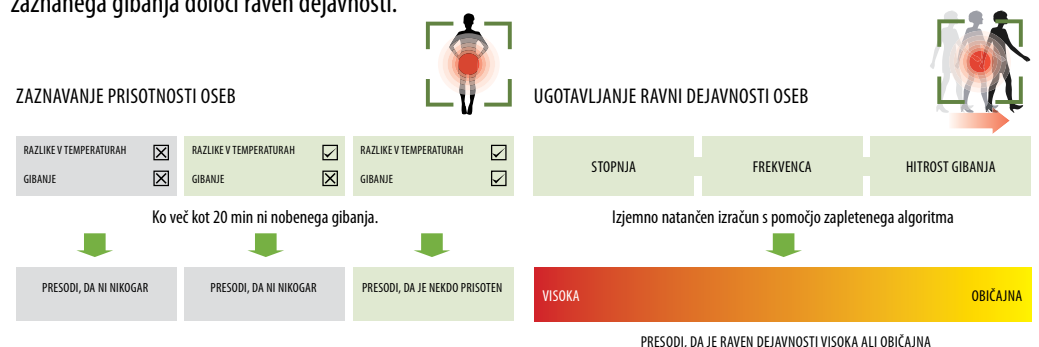 zaznanega gibanja določi raven dejavnosti.
ZAZNAVANJE PRISOTNOSTI OSEB
RAZLIKE V TEMPERATURAH
GIBANJE
RAZLIKE V TEMPERATURAH
GIBANJE
RAZLIKE V TEMPERATURAH
GIBANJE
Ko več kot 20 min ni nobenega gibanja.
PRESODI, DA NI NIKOGAR
PRESODI, DA NI NIKOGAR
PRESODI, DA JE NEKDO PRISOTEN
UGOTAVLJANJE RAVNI DEJAVNOSTI OSEB
STOPNJA
FREKVENCA
HITROST GIBANJA
Izjemno natančen izračun s pomočjo zapletenega algoritma
VISOKA
OBIČAJNA
PRESODI, DA JE RAVEN DEJAVNOSTI VISOKA ALI OBIČAJNA